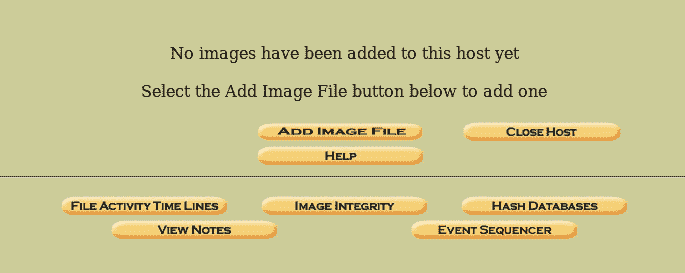 No images have been added to this host yet
Select the Add Image File button below to add one
ADD IMAGE FILE CLOSE HOST
HELP
FILE ACTIVITY TIME LINES IMAGE INTEGRITY HASH DATABASES
VIEW NOTES EVENT SEQUENCER